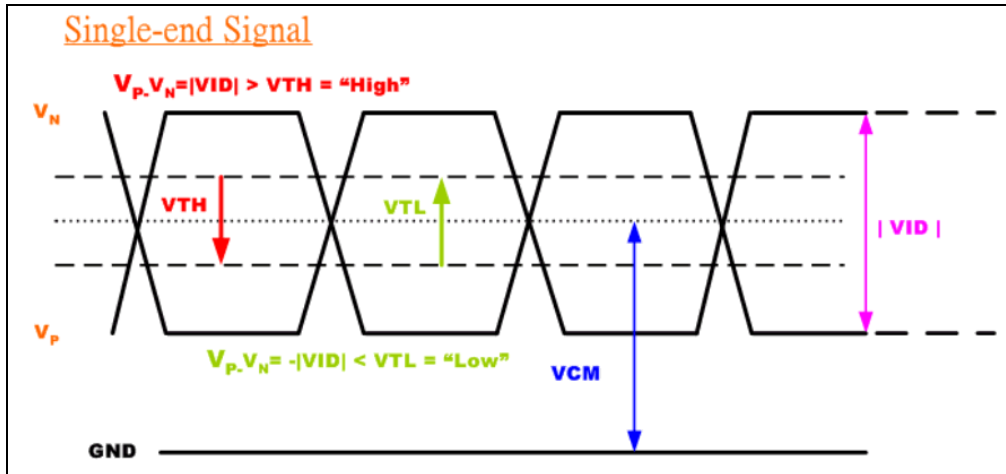 Single-end Signal
VP-VN=|VID| > VTH = “High”
VN
VTH
VTL
| VID |
VP
VP-VN= -|VID| < VTL = “Low”
VCM
GND